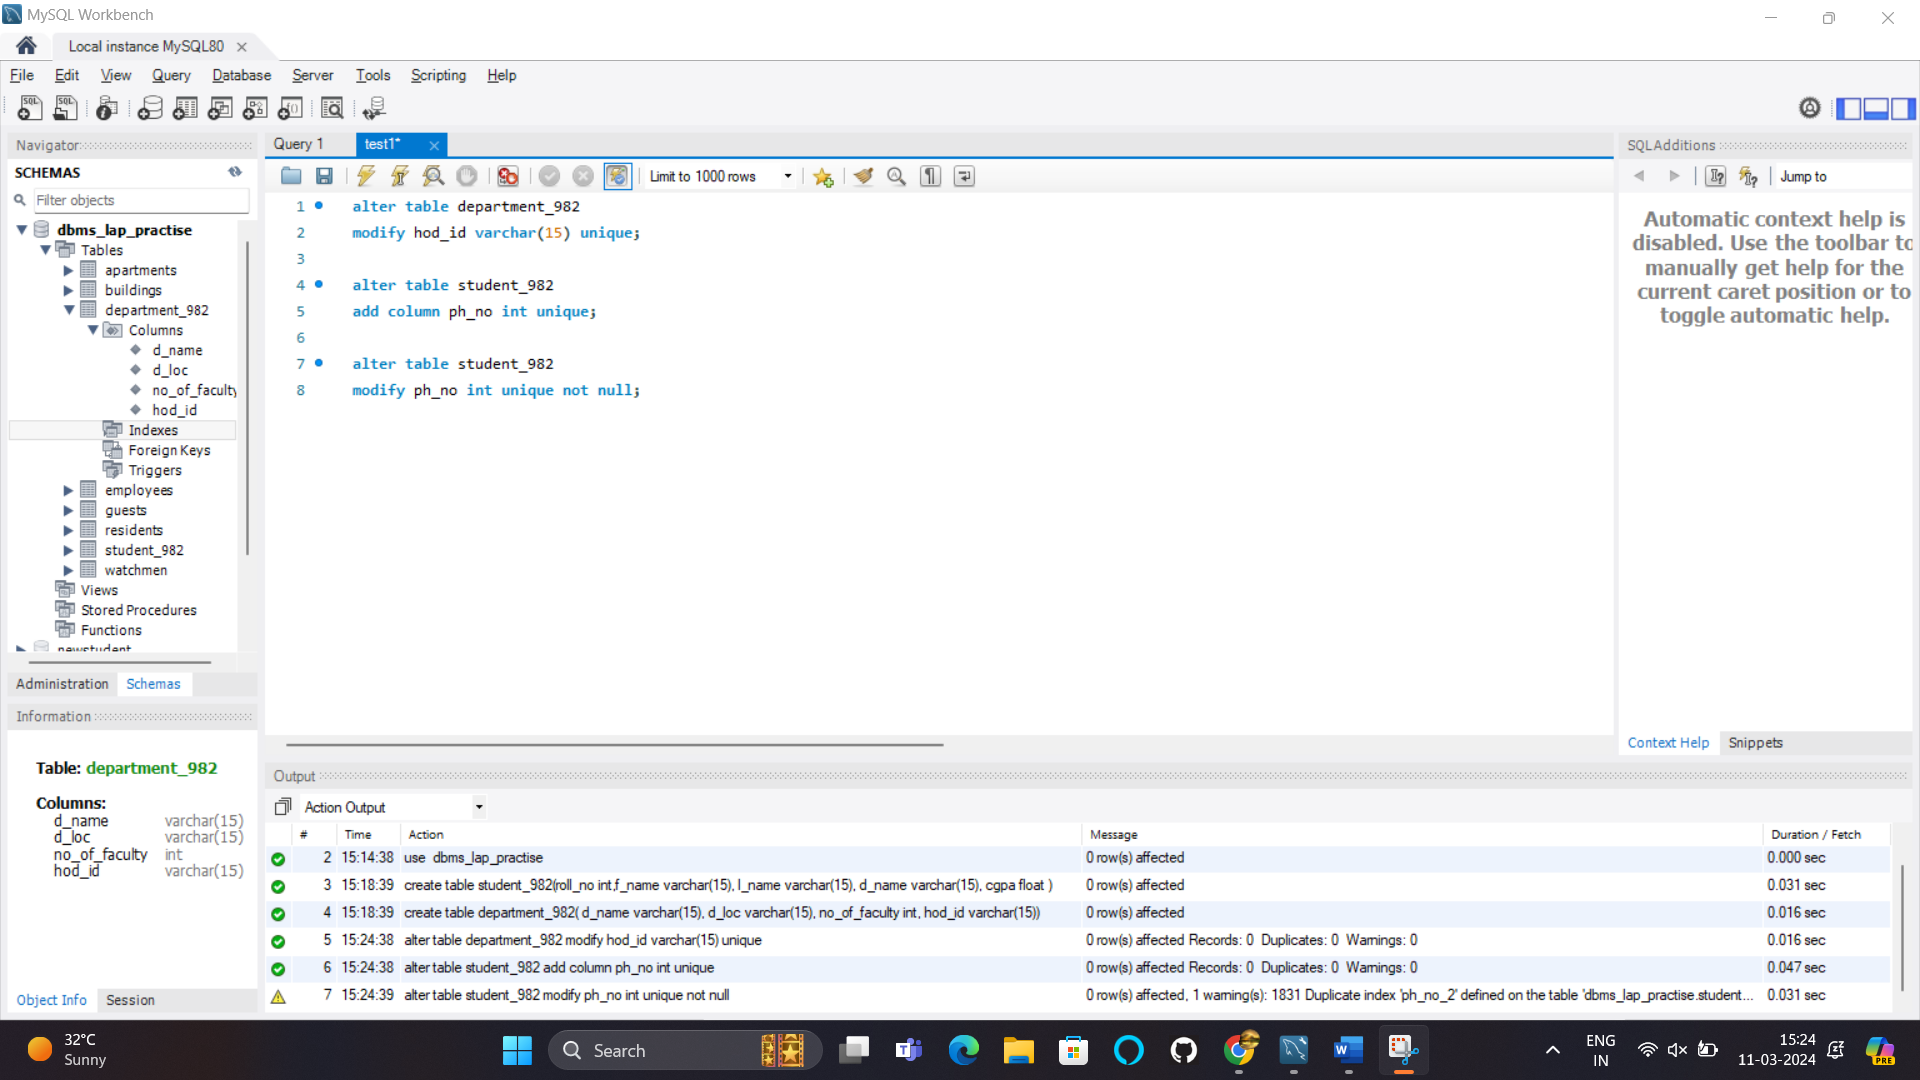 MySQL Workbench
Local instance MySQL80
File Edit View Query Database Server Tools Scripting Help
Navigator
SCHEMAS
Filter objects
dbms_lap_practise
Tables
apartments
buildings
department_982
Columns
d_name
d_loc
no_of_faculty
hod_id
Indexes
Foreign Keys
Triggers
employees
guests
residents
student_982
watchmen
Views
Stored Procedures
Functions
newstudent
Administration Schemas
Information
Table: department_982
Columns:
d_name varchar(15)
d_loc varchar(15)
no_of_faculty int
hod_id varchar(15)
Object Info Session
Query 1 test1*
Limit to 1000 rows
1 alter table department_982
2 modify hod_id varchar(15) unique;
3
4 alter table student_982
5 add column ph_no int unique;
6
7 alter table student_982
8 modify ph_no int unique not null;
SQLAdditions
Jump to
Automatic context help is
disabled. Use the toolbar to
manually get help for the
current caret position or to
toggle automatic help.
Context Help Snippets
Output
Action Output
# Time Action Message Duration / Fetch
2 15:14:38 use dbms_lap_practise 0 row(s) affected 0.000 sec
3 15:18:39 create table student_982(roll_no int,f_name varchar(15), l_name varchar(15), d_name varchar(15), cgpa float ) 0 row(s) affected 0.031 sec
4 15:18:39 create table department_982( d_name varchar(15), d_loc varchar(15), no_of_faculty int, hod_id varchar(15)) 0 row(s) affected 0.016 sec
5 15:24:38 alter table department_982 modify hod_id varchar(15) unique 0 row(s) affected Records: 0 Duplicates: 0 Warnings: 0 0.016 sec
6 15:24:38 alter table student_982 add column ph_no int unique 0 row(s) affected Records: 0 Duplicates: 0 Warnings: 0 0.047 sec
7 15:24:39 alter table student_982 modify ph_no int unique not null 0 row(s) affected, 1 warning(s): 1831 Duplicate index 'ph_no_2' defined on the table 'dbms_lap_practise.student... 0.031 sec
32°C
Sunny
Search
ENG
IN
15:24
11-03-2024
PRE